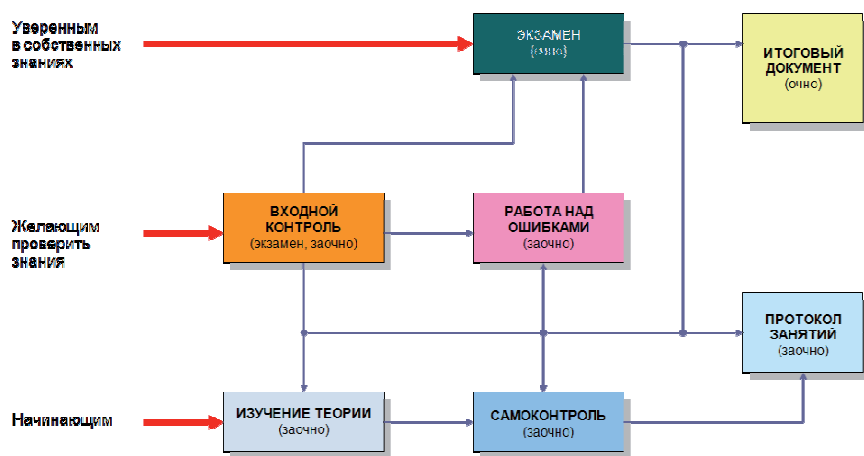 Уверенным
в собственных
знаниях
ЭКЗАМЕН
(очно)
ИТОГОВЫЙ
ДОКУМЕНТ
(очно)
Желающим
проверить
знания
ВХОДНОЙ
КОНТРОЛЬ
(экзамен, заочно)
РАБОТА НАД
ОШИБКАМИ
(заочно)
ПРОТОКОЛ
ЗАНЯТИЙ
(заочно)
Начинающим
ИЗУЧЕНИЕ ТЕОРИИ
(заочно)
САМОКОНТРОЛЬ
(заочно)